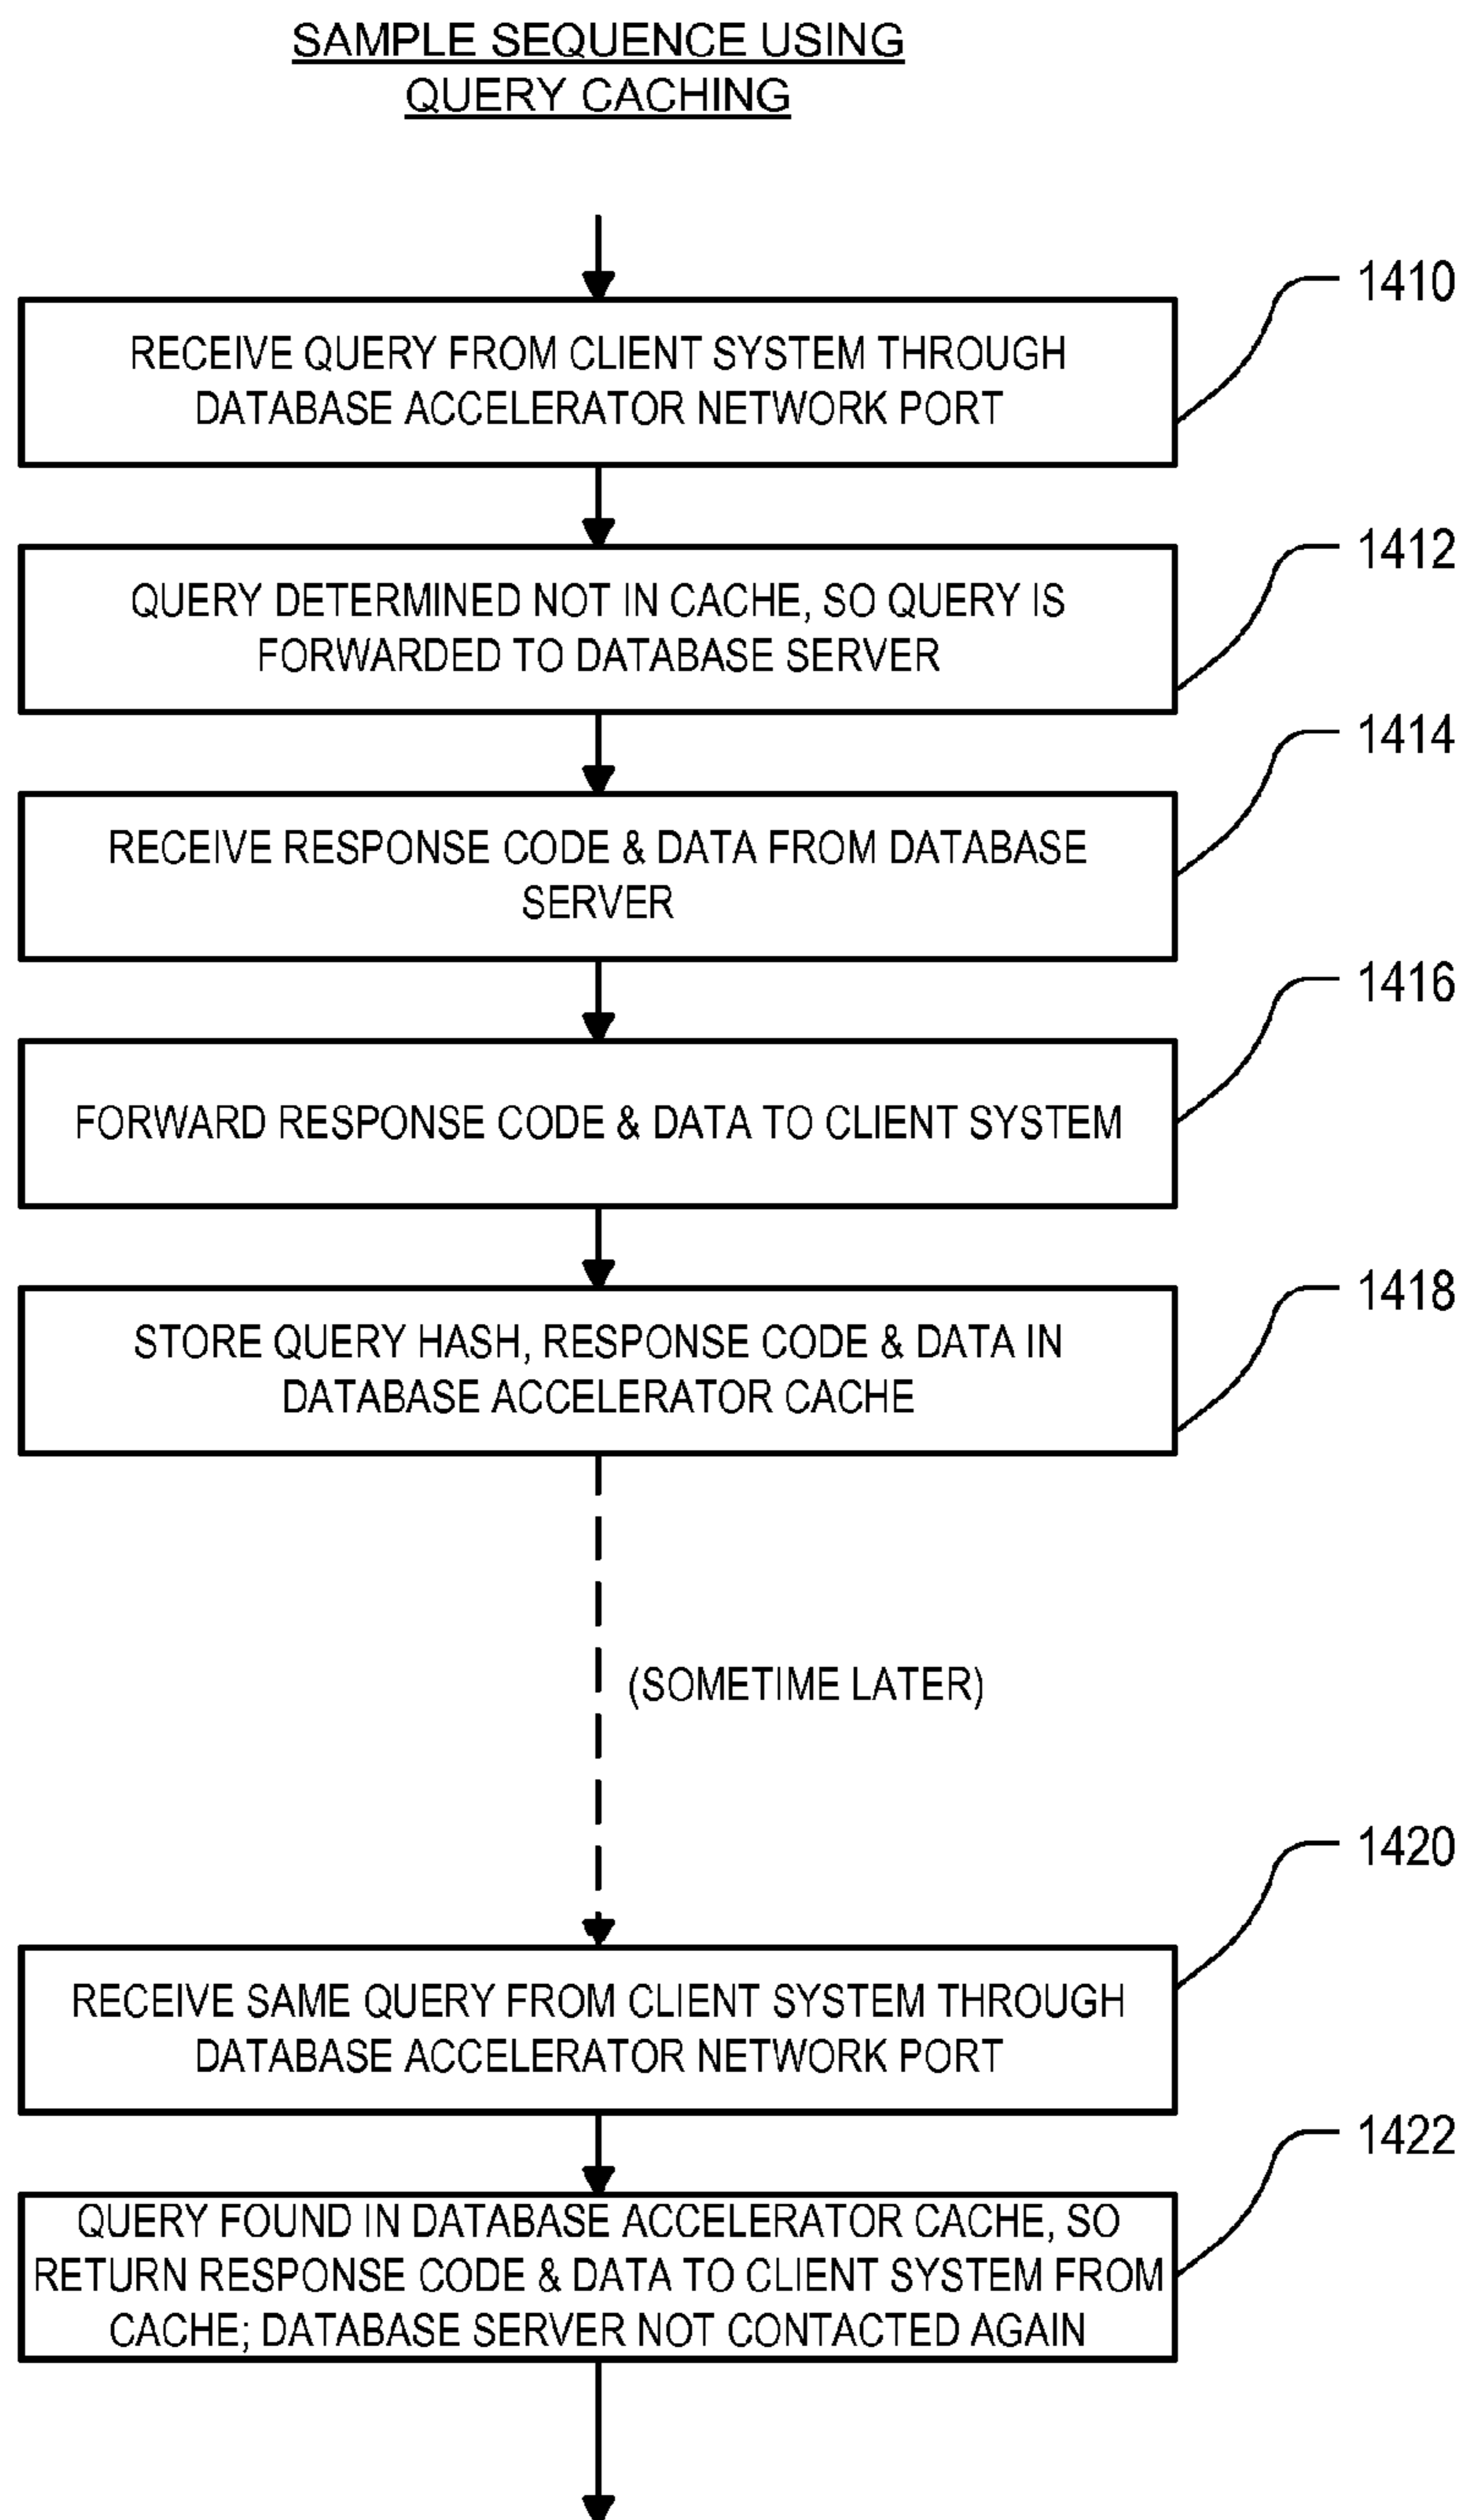 SAMPLE SEQUENCE USING
QUERY CACHING
1410
RECEIVE QUERY FROM CLIENT SYSTEM THROUGH
DATABASE ACCELERATOR NETWORK PORT
1412
QUERY DETERMINED NOT IN CACHE, SO QUERY IS
FORWARDED TO DATABASE SERVER
1414
RECEIVE RESPONSE CODE & DATA FROM DATABASE
SERVER
1416
FORWARD RESPONSE CODE & DATA TO CLIENT SYSTEM
1418
STORE QUERY HASH, RESPONSE CODE & DATA IN
DATABASE ACCELERATOR CACHE
(SOMETIME LATER)
1420
RECEIVE SAME QUERY FROM CLIENT SYSTEM THROUGH
DATABASE ACCELERATOR NETWORK PORT
1422
QUERY FOUND IN DATABASE ACCELERATOR CACHE, SO
RETURN RESPONSE CODE & DATA TO CLIENT SYSTEM FROM
CACHE; DATABASE SERVER NOT CONTACTED AGAIN